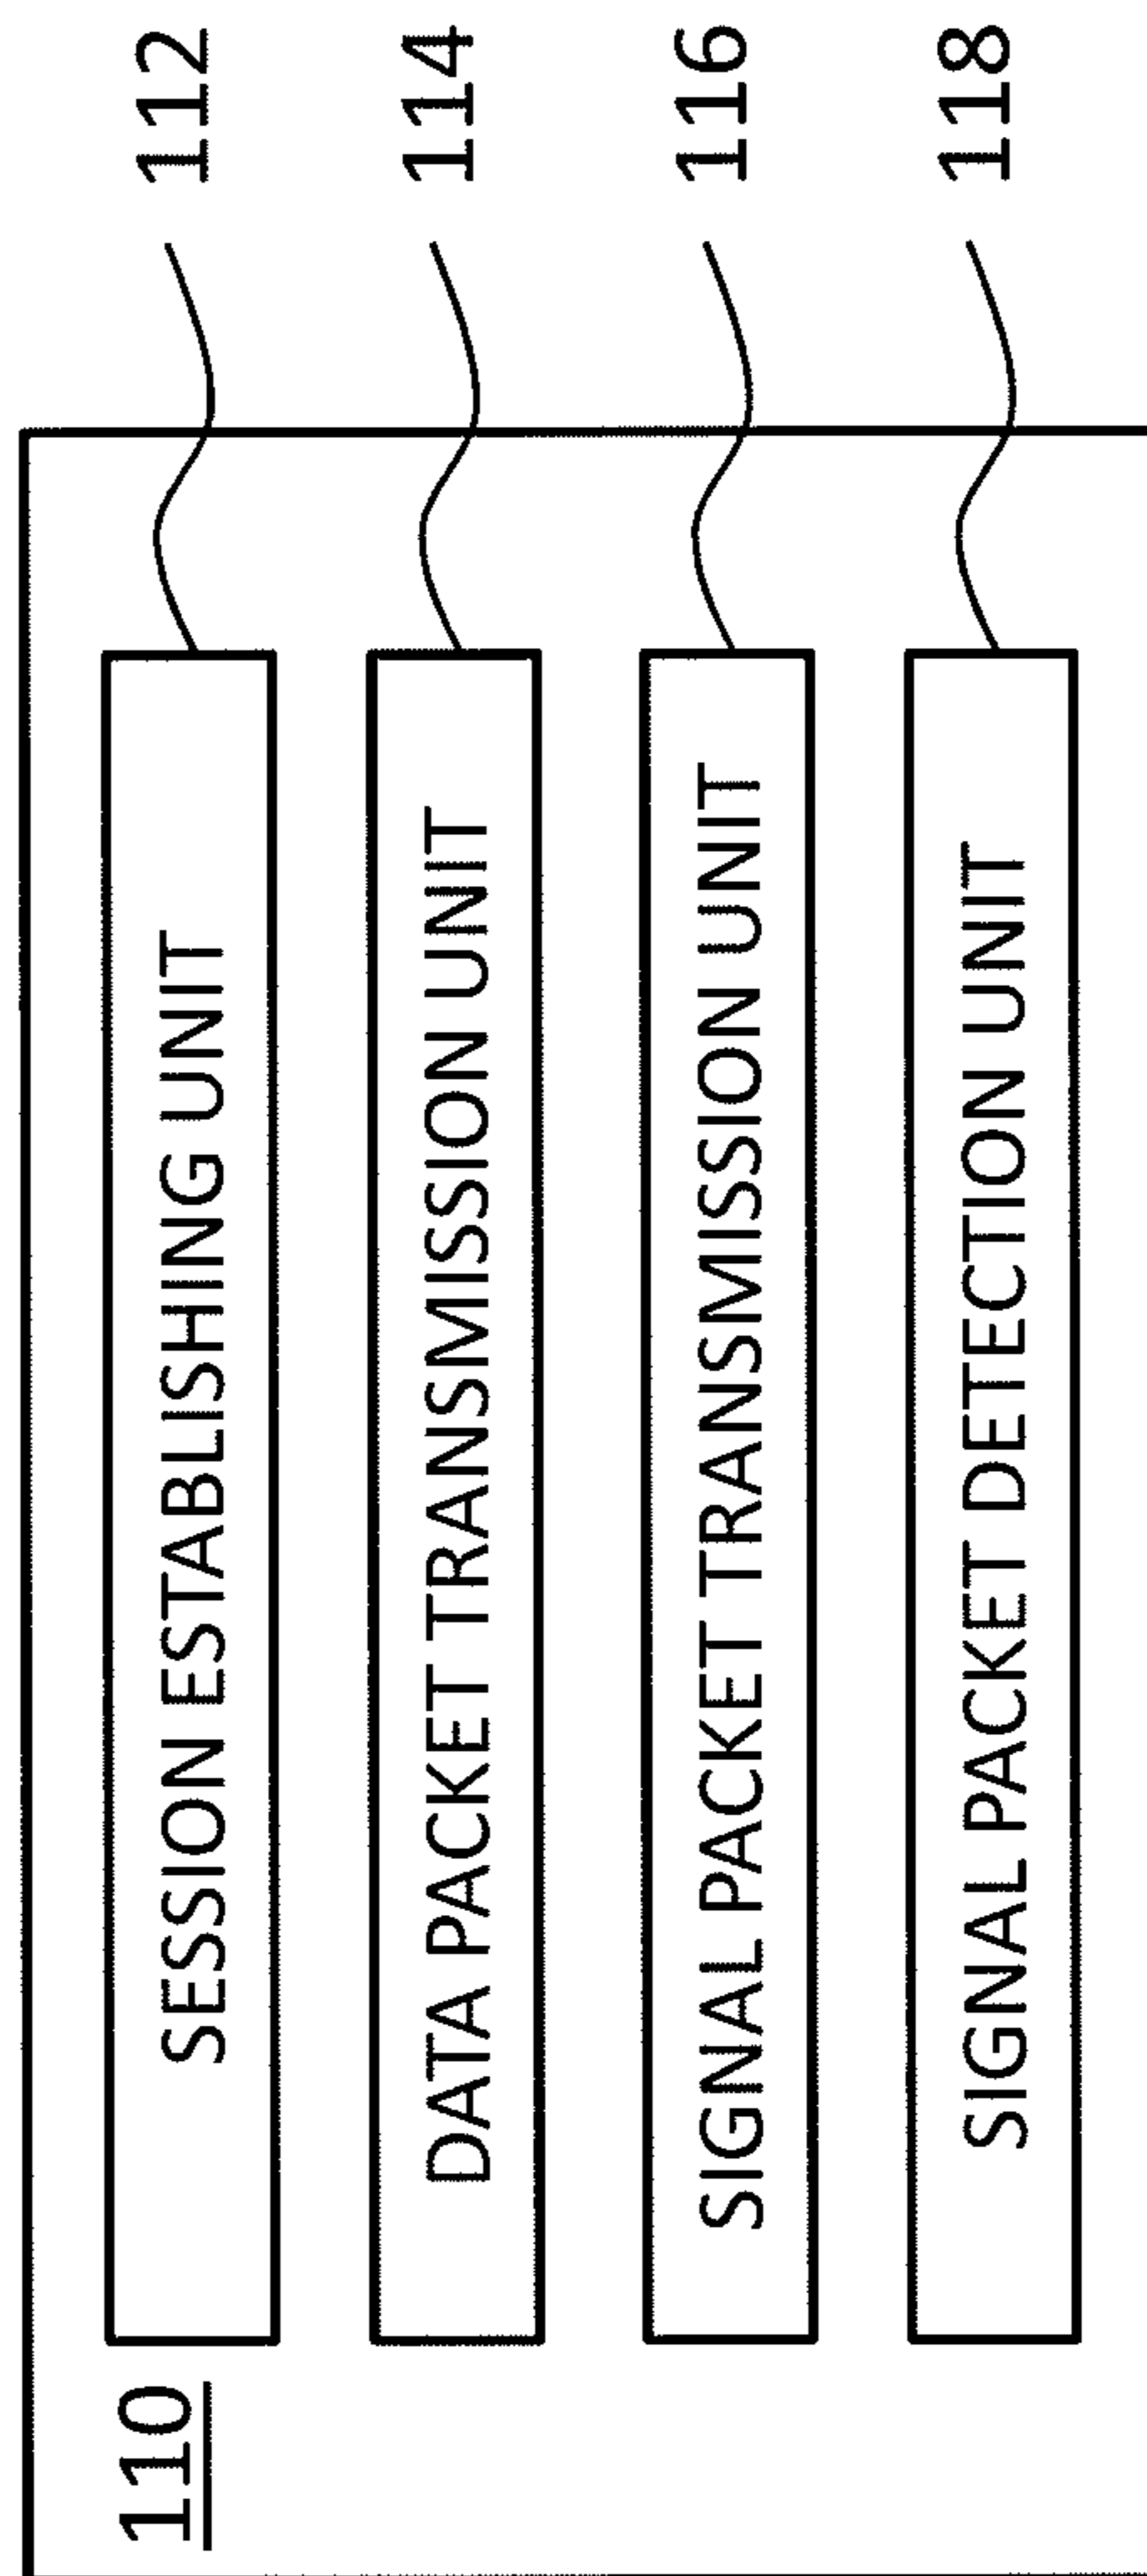 110
SESSION ESTABLISHING UNIT 112
DATA PACKET TRANSMISSION UNIT 114
SIGNAL PACKET TRANSMISSION UNIT 116
SIGNAL PACKET DETECTION UNIT 118